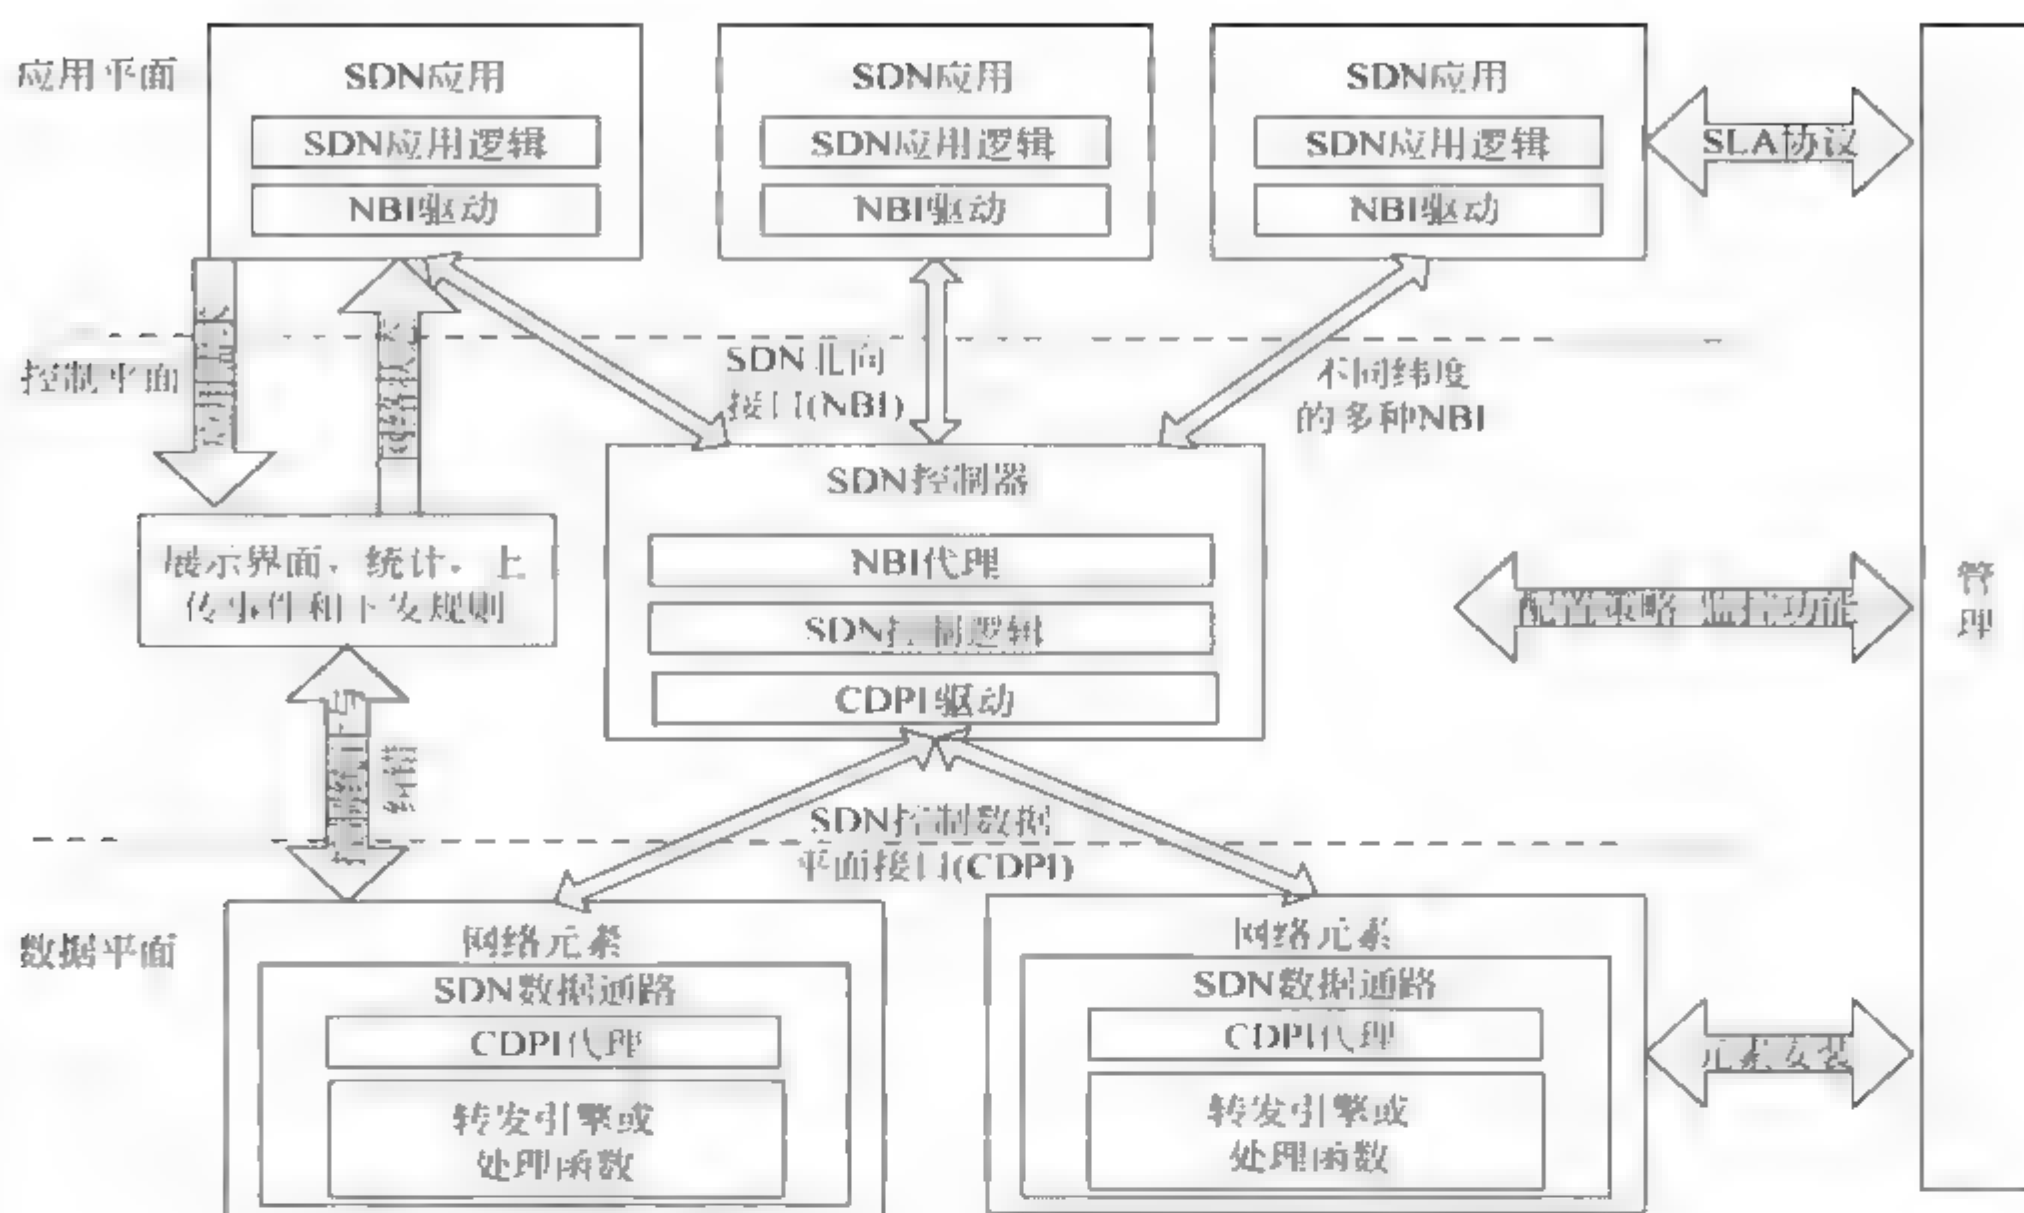 应用平面
SDN应用
SDN应用逻辑
NBI驱动
SDN应用
SDN应用逻辑
NBI驱动
SDN应用
SDN应用逻辑
NBI驱动
SLA协议
控制平面
SDN北向
接口(NBI)
不同纬度
的多种NBI
展示界面，统计，上
传事件和下发规则
SDN控制器
NBI代理
SDN控制逻辑
CDPI驱动
配置策略 监控功能
管
理
SDN控制数据
平面接口(CDPI)
数据平面
网络元素
SDN数据通路
CDPI代理
转发引擎或
处理函数
网络元素
SDN数据通路
CDPI代理
转发引擎或
处理函数
元素安装